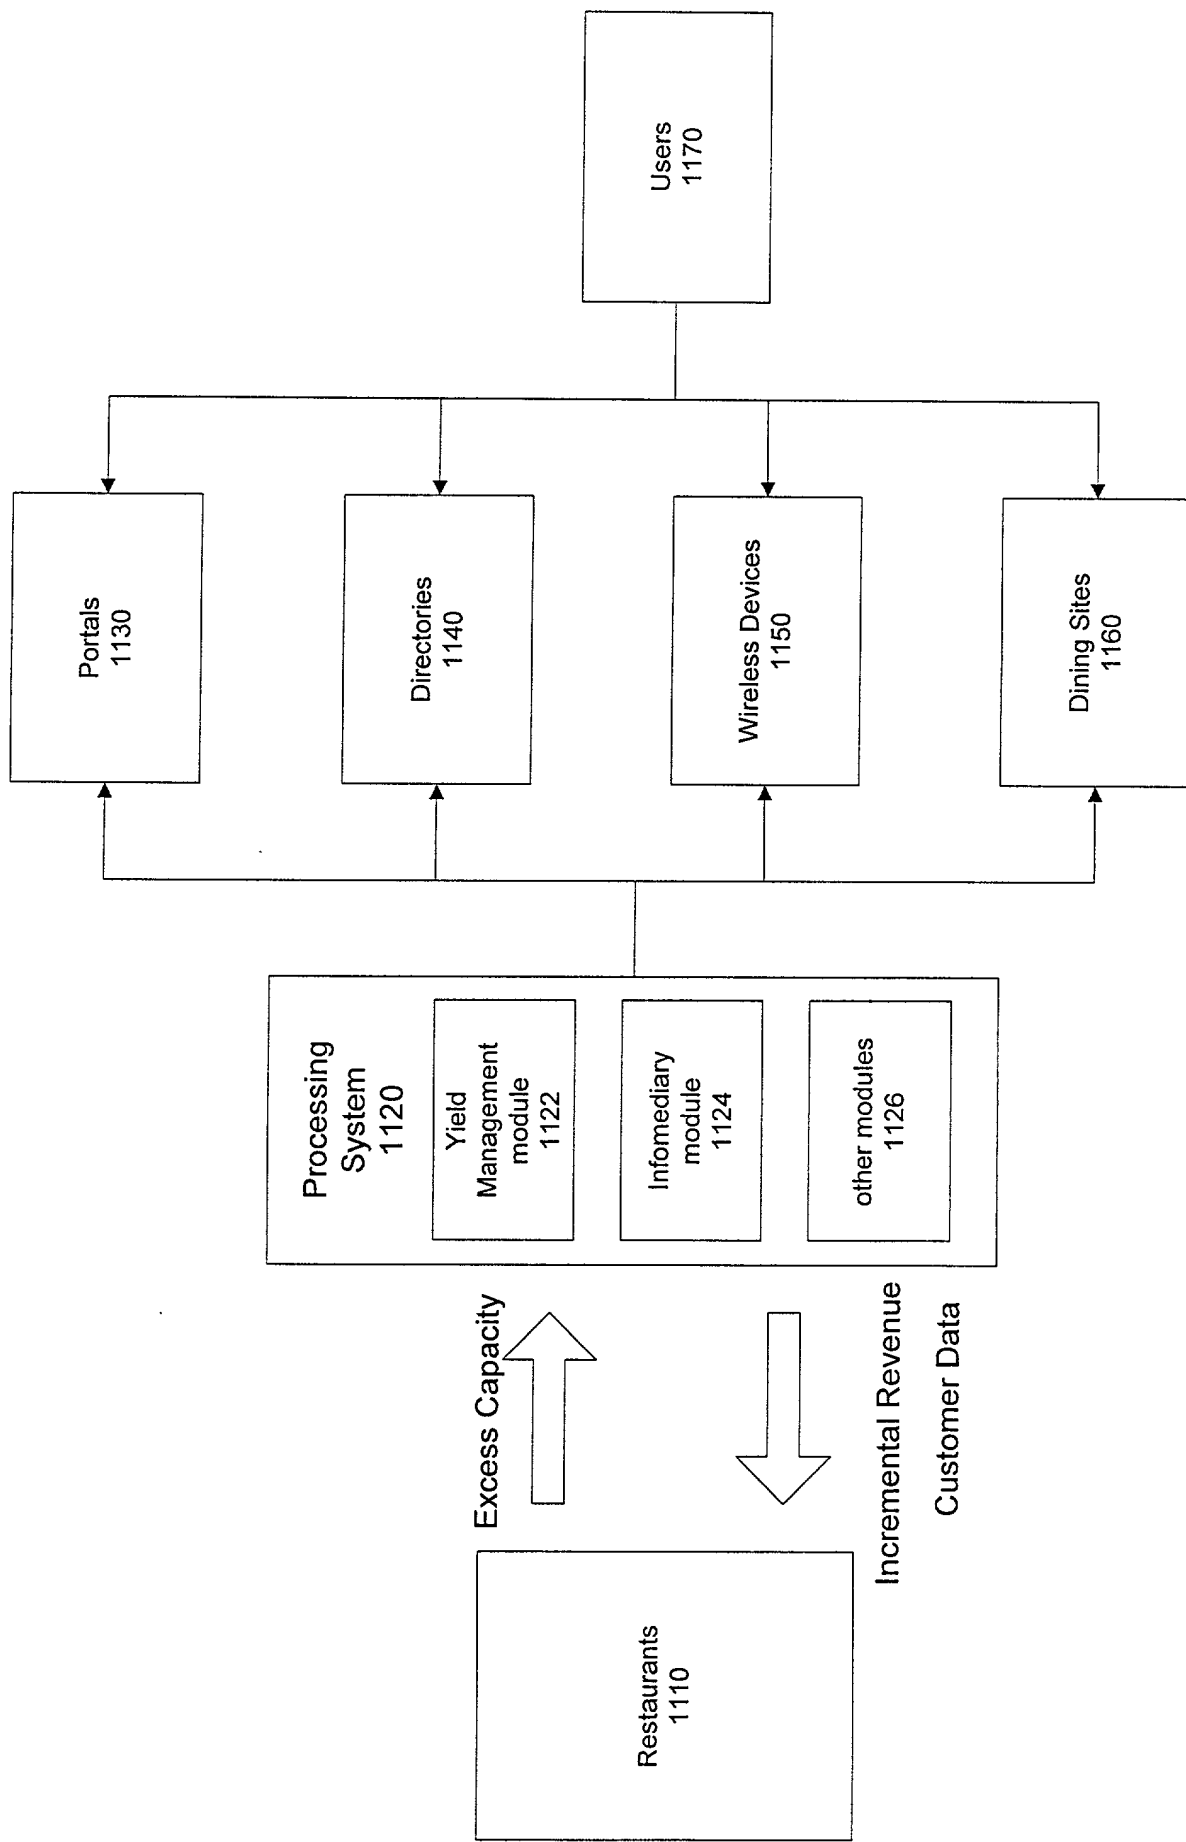 Restaurants
1110
Excess Capacity
Incremental Revenue
Customer Data
Processing
System
1120
Yield
Management
module
1122
Infomediary
module
1124
other modules
1126
Portals
1130
Directories
1140
Wireless Devices
1150
Dining Sites
1160
Users
1170